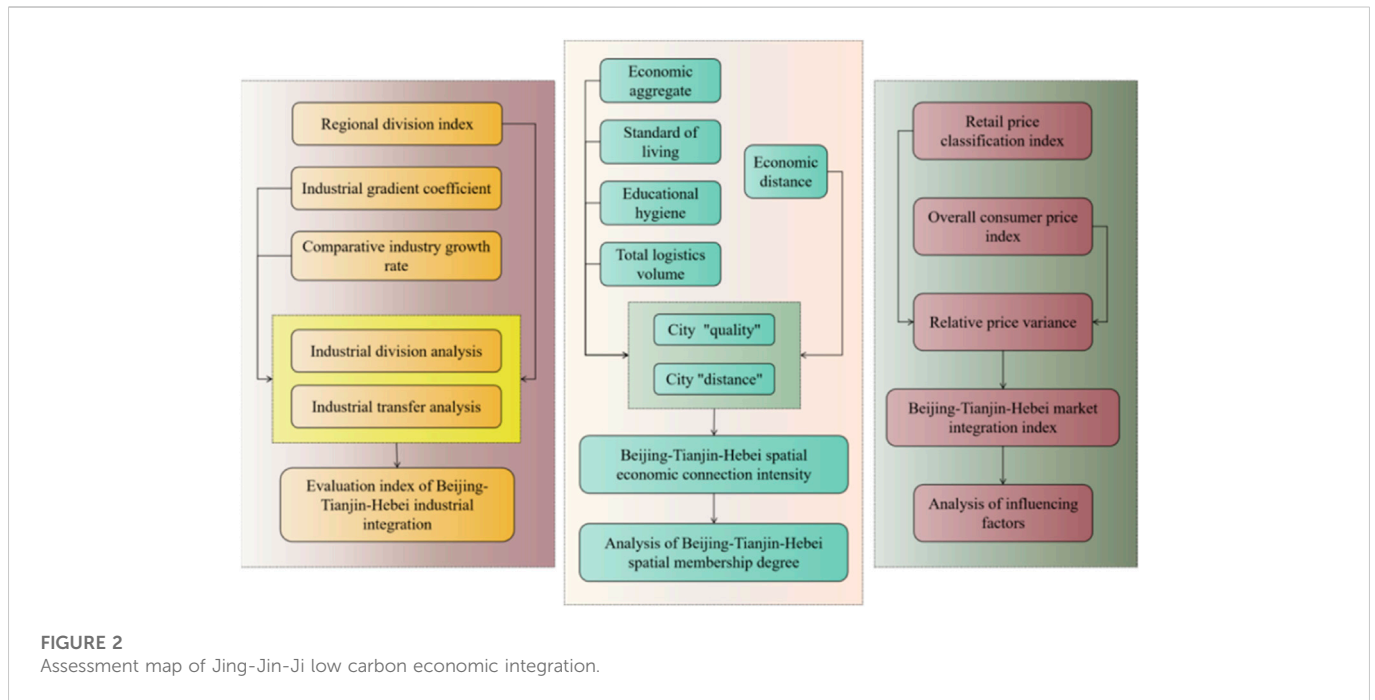 Regional division index
Industrial gradient coefficient
Comparative industry growth
rate
Industrial division analysis
Industrial transfer analysis
Evaluation index of Beijing-
Tianjin-Hebei industrial
integration
Economic
aggregate
Standard of
living
Educational
hygiene
Total logistics
volume
Economic
distance
City "quality"
City "distance"
Beijing-Tianjin-Hebei spatial
economic connection intensity
Analysis of Beijing-Tianjin-Hebei
spatial membership degree
Retail price
classification index
Overall consumer price
index
Relative price variance
Beijing-Tianjin-Hebei market
integration index
Analysis of influencing
factors
FIGURE 2
Assessment map of Jing-Jin-Ji low carbon economic integration.